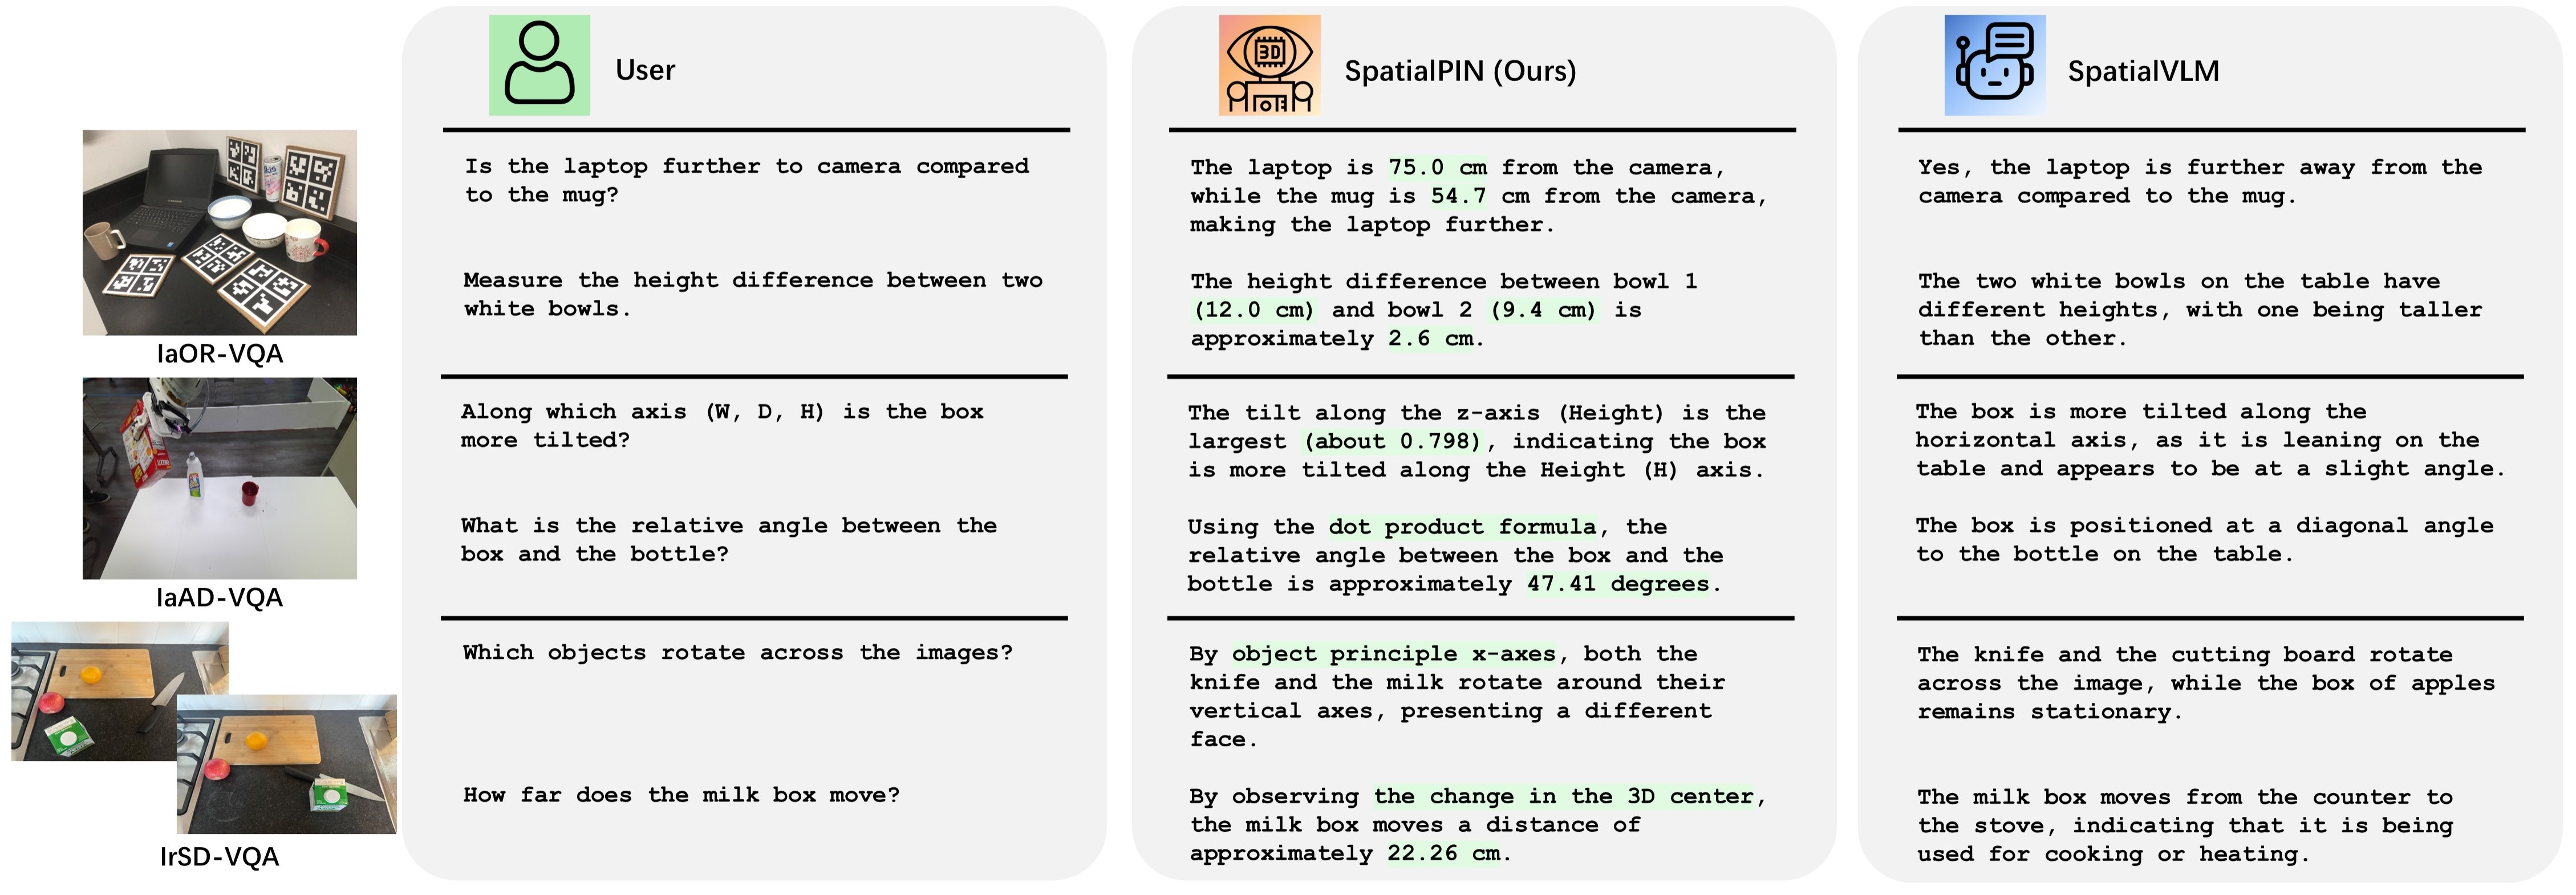 User
SpatialPIN (Ours)
SpatialVLM
IaOR-VQA
Is the laptop further to camera compared
to the mug?
The laptop is 75.0 cm from the camera,
while the mug is 54.7 cm from the camera,
making the laptop further.
Yes, the laptop is further away from the
camera compared to the mug.
Measure the height difference between two
white bowls.
The height difference between bowl 1
(12.0 cm) and bowl 2 (9.4 cm) is
approximately 2.6 cm.
The two white bowls on the table have
different heights, with one being taller
than the other.
IaAD-VQA
Along which axis (W, D, H) is the box
more tilted?
The tilt along the z-axis (Height) is the
largest (about 0.798), indicating the box
is more tilted along the Height (H) axis.
The box is more tilted along the
horizontal axis, as it is leaning on the
table and appears to be at a slight angle.
What is the relative angle between the
box and the bottle?
Using the dot product formula, the
relative angle between the box and the
bottle is approximately 47.41 degrees.
The box is positioned at a diagonal angle
to the bottle on the table.
IrSD-VQA
Which objects rotate across the images?
By object principle x-axes, both the
knife and the milk rotate around their
vertical axes, presenting a different
face.
The knife and the cutting board rotate
across the image, while the box of apples
remains stationary.
How far does the milk box move?
By observing the change in the 3D center,
the milk box moves a distance of
approximately 22.26 cm.
The milk box moves from the counter to
the stove, indicating that it is being
used for cooking or heating.
3D